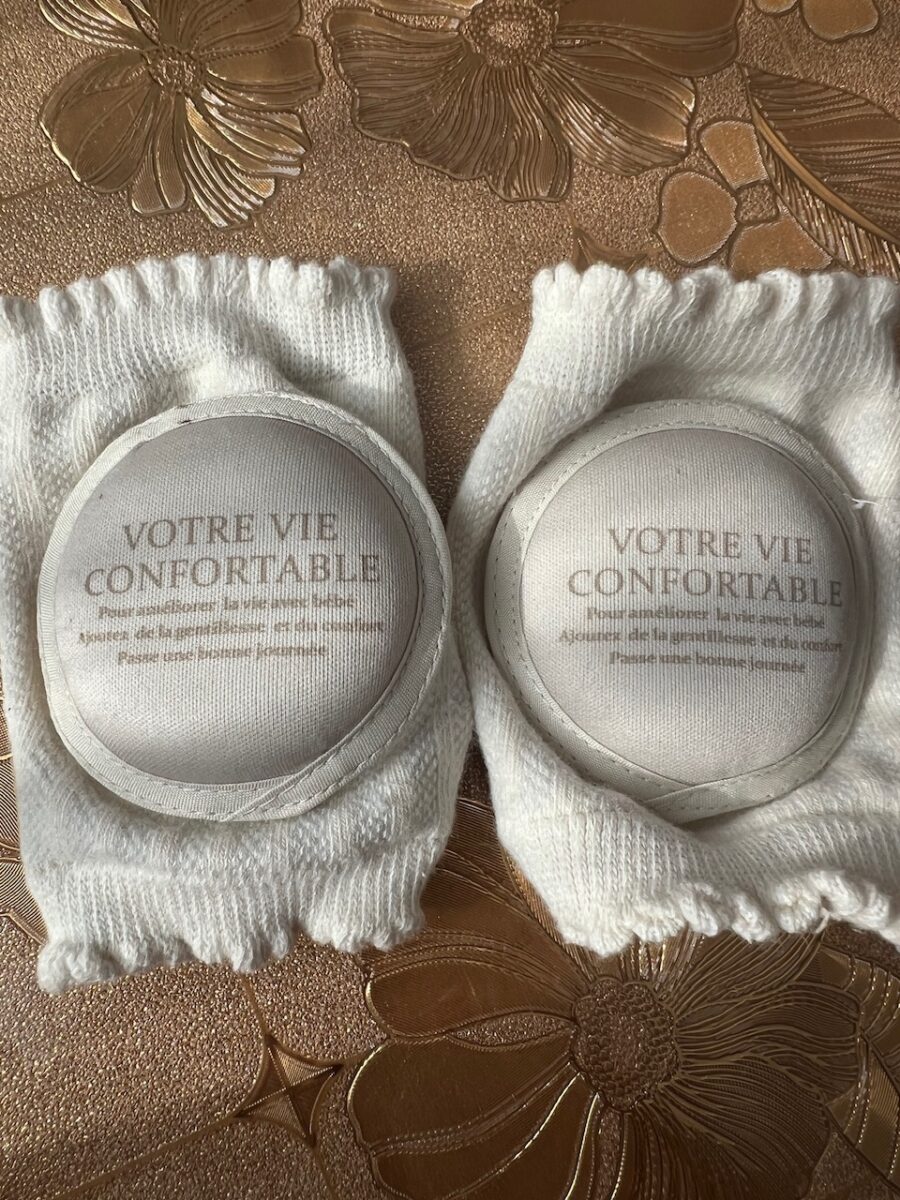 VOTRE VIE
CONFORTABLE
Pour améliorer la vie avec bébé
Ajoutez de la gentillesse et du comfort
Passe une bonne journée
VOTRE VIE
CONFORTABLE
Pour améliorer la vie avec bébé
Ajoutez de la gentillesse et du comfort
Passe une bonne journée